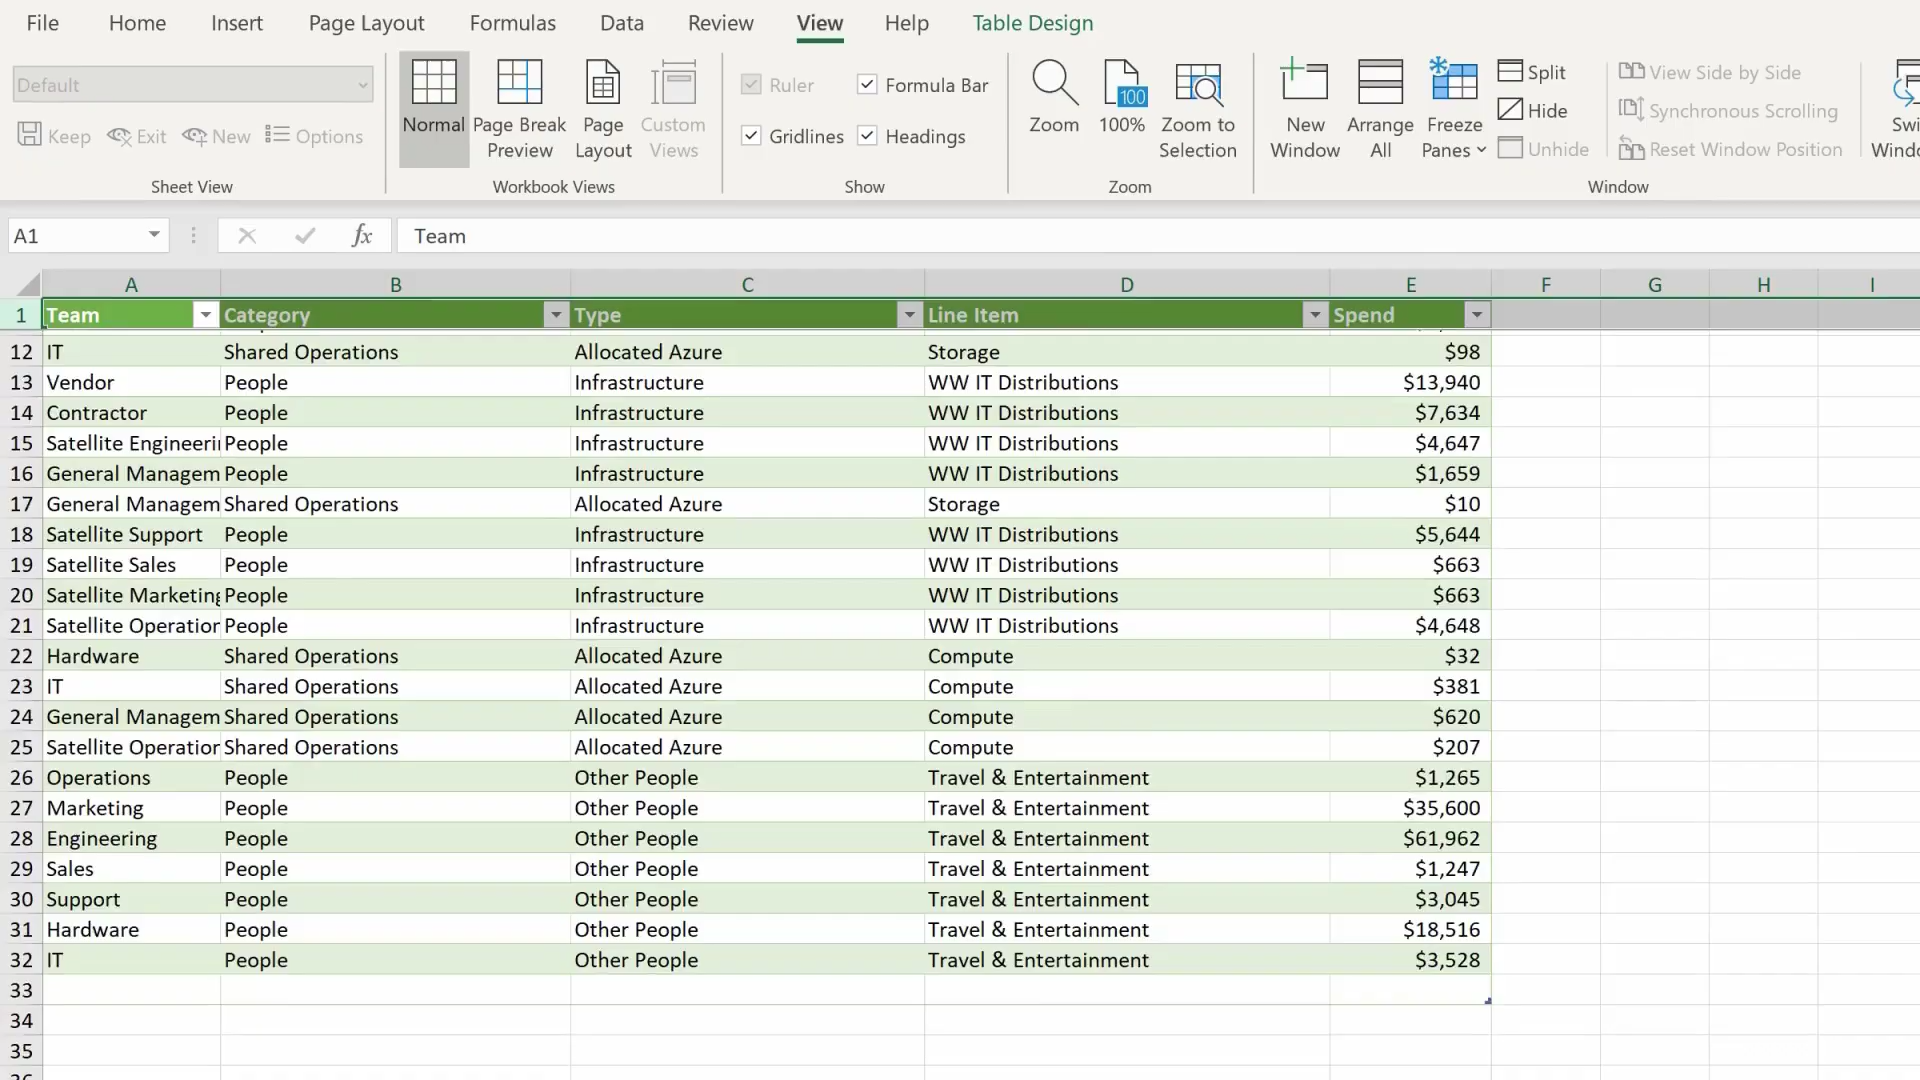 File Home Insert Page Layout Formulas Data Review View Help Table Design
Default
Keep Exit New Options
Sheet View
Normal
Page Break Preview
Page Layout
Custom Views
Workbook Views
Ruler Formula Bar
Gridlines Headings
Show
Zoom
100
100%
Zoom to Selection
Zoom
New Window
Arrange All
Freeze Panes
Split
Hide
Unhide
View Side by Side
Synchronous Scrolling
Reset Window Position
Window
A1 fx Team
A B C D E F G H I
1 Team Category Type Line Item Spend
12 IT Shared Operations Allocated Azure Storage $98
13 Vendor People Infrastructure WW IT Distributions $13,940
14 Contractor People Infrastructure WW IT Distributions $7,634
15 Satellite Engineeri People Infrastructure WW IT Distributions $4,647
16 General Managem People Infrastructure WW IT Distributions $1,659
17 General Managem Shared Operations Allocated Azure Storage $10
18 Satellite Support People Infrastructure WW IT Distributions $5,644
19 Satellite Sales People Infrastructure WW IT Distributions $663
20 Satellite Marketing People Infrastructure WW IT Distributions $663
21 Satellite Operation People Infrastructure WW IT Distributions $4,648
22 Hardware Shared Operations Allocated Azure Compute $32
23 IT Shared Operations Allocated Azure Compute $381
24 General Managem Shared Operations Allocated Azure Compute $620
25 Satellite Operation Shared Operations Allocated Azure Compute $207
26 Operations People Other People Travel & Entertainment $1,265
27 Marketing People Other People Travel & Entertainment $35,600
28 Engineering People Other People Travel & Entertainment $61,962
29 Sales People Other People Travel & Entertainment $1,247
30 Support People Other People Travel & Entertainment $3,045
31 Hardware People Other People Travel & Entertainment $18,516
32 IT People Other People Travel & Entertainment $3,528
33
34
35